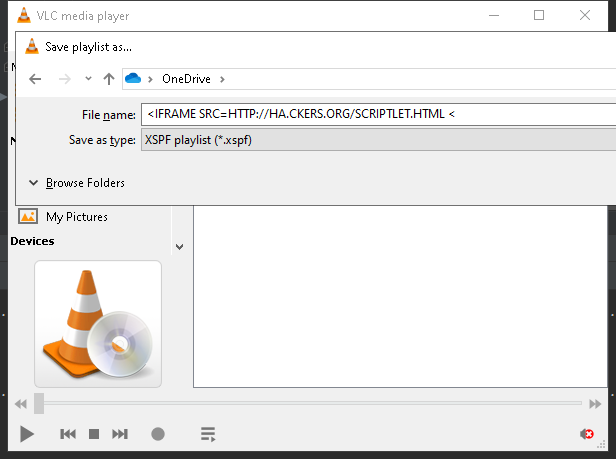 VLC media player
Save playlist as...
OneDrive
File name: <IFRAME SRC=HTTP://HA.CKERS.ORG/SCRIPTLET.HTML <
Save as type: XSPF playlist (*.xspf)
Browse Folders
My Pictures
Devices